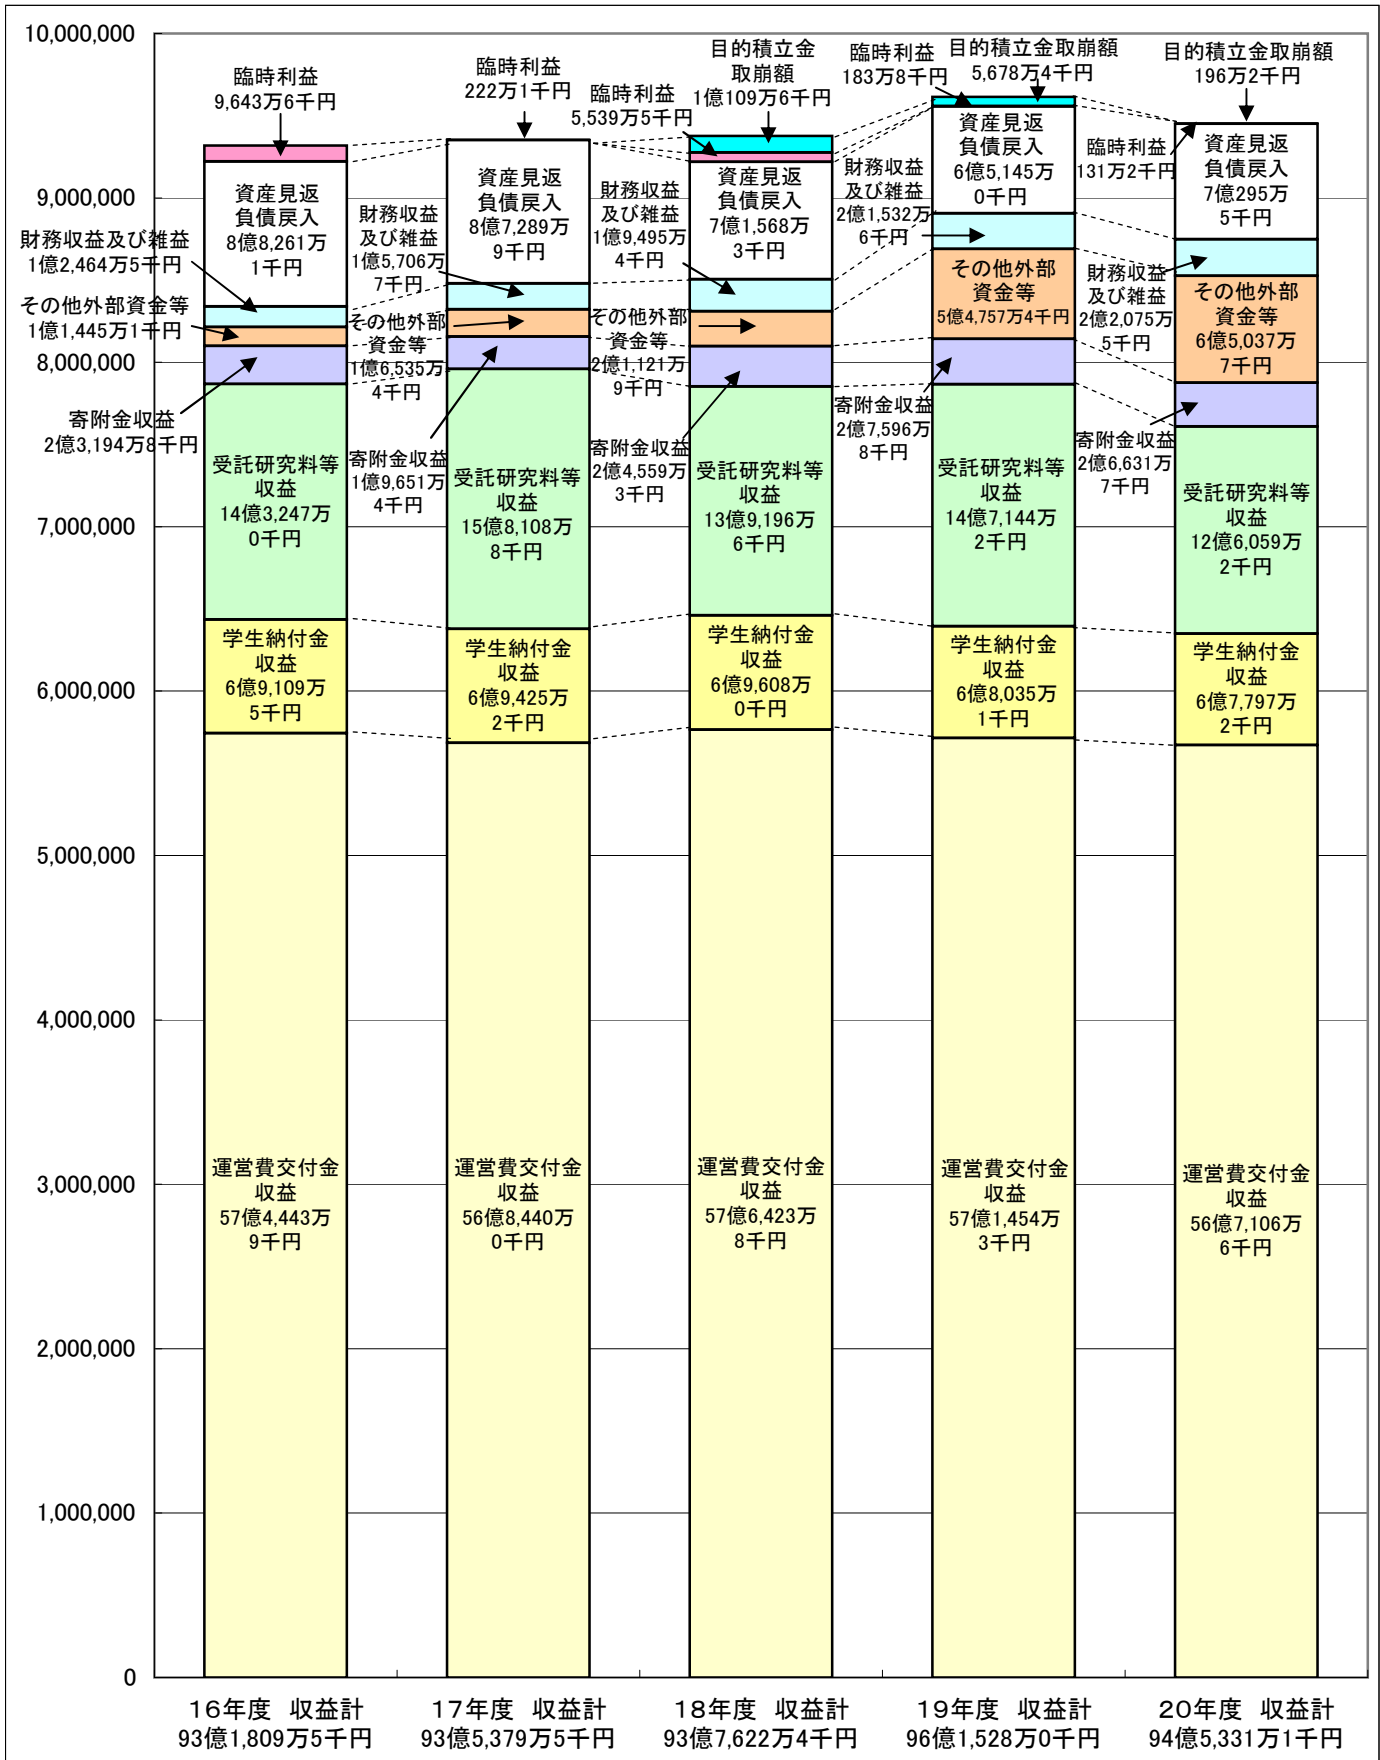 10,000,000
9,000,000
8,000,000
7,000,000
6,000,000
5,000,000
4,000,000
3,000,000
2,000,000
1,000,000
0
臨時利益
9,643万6千円
資産見返
負債戻入
8億8,261万
1千円
財務収益及び雑益
1億2,464万5千円
その他外部資金等
1億1,445万1千円
寄附金収益
2億3,194万8千円
受託研究料等
収益
14億3,247万
0千円
学生納付金
収益
6億9,109万
5千円
運営費交付金
収益
57億4,443万
9千円
16年度 収益計
93億1,809万5千円
臨時利益
222万1千円
資産見返
負債戻入
8億7,289万
9千円
財務収益
及び雑益
1億5,706万
7千円
その他外部
資金等
1億6,535万
4千円
寄附金収益
1億9,651万
4千円
受託研究料等
収益
15億8,108万
8千円
学生納付金
収益
6億9,425万
2千円
運営費交付金
収益
56億8,440万
0千円
17年度 収益計
93億5,379万5千円
目的積立金
取崩額
1億109万6千円
臨時利益
5,539万5千円
資産見返
負債戻入
7億1,568万
3千円
財務収益
及び雑益
1億9,495万
4千円
その他外部
資金等
2億1,121万
9千円
寄附金収益
2億4,559万
3千円
受託研究料等
収益
13億9,196万
6千円
学生納付金
収益
6億9,608万
0千円
運営費交付金
収益
57億6,423万
8千円
18年度 収益計
93億7,622万4千円
臨時利益
183万8千円
目的積立金取崩額
5,678万4千円
資産見返
負債戻入
6億5,145万
0千円
財務収益
及び雑益
2億1,532万
6千円
その他外部
資金等
5億4,757万4千円
寄附金収益
2億7,596万
8千円
受託研究料等
収益
14億7,144万
2千円
学生納付金
収益
6億8,035万
1千円
運営費交付金
収益
57億1,454万
3千円
19年度 収益計
96億1,528万0千円
目的積立金取崩額
196万2千円
臨時利益
131万2千円
資産見返
負債戻入
7億295万
5千円
財務収益
及び雑益
2億2,075万
5千円
その他外部
資金等
6億5,037万
7千円
寄附金収益
2億6,631万
7千円
受託研究料等
収益
12億6,059万
2千円
学生納付金
収益
6億7,797万
2千円
運営費交付金
収益
56億7,106万
6千円
20年度 収益計
94億5,331万1千円